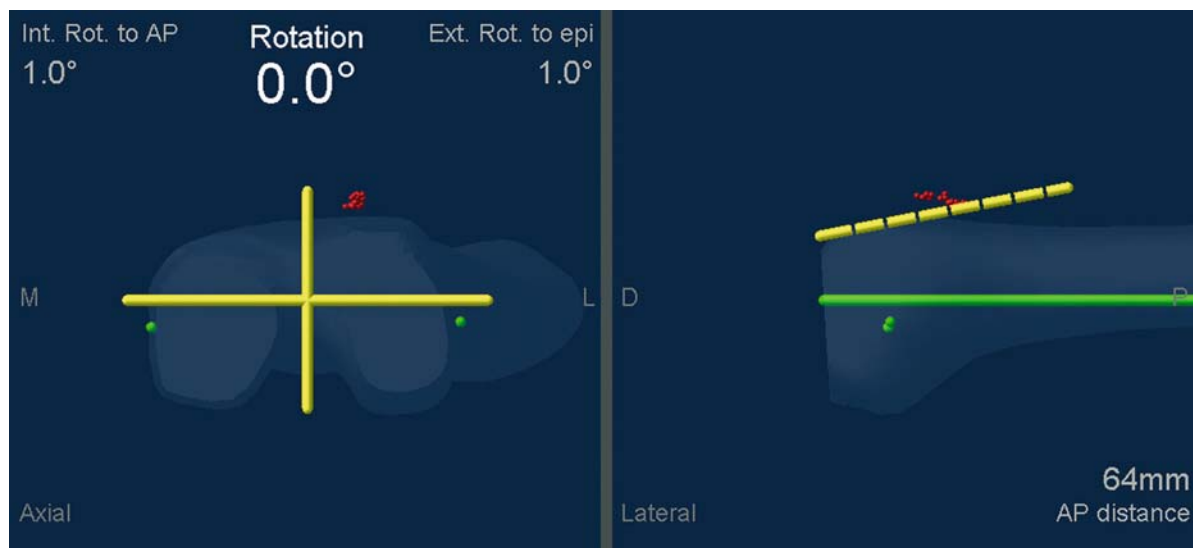 Int. Rot. to AP
1.0°
Rotation
0.0°
Ext. Rot. to epi
1.0°
M
L
Axial
D
P
Lateral
64mm
AP distance